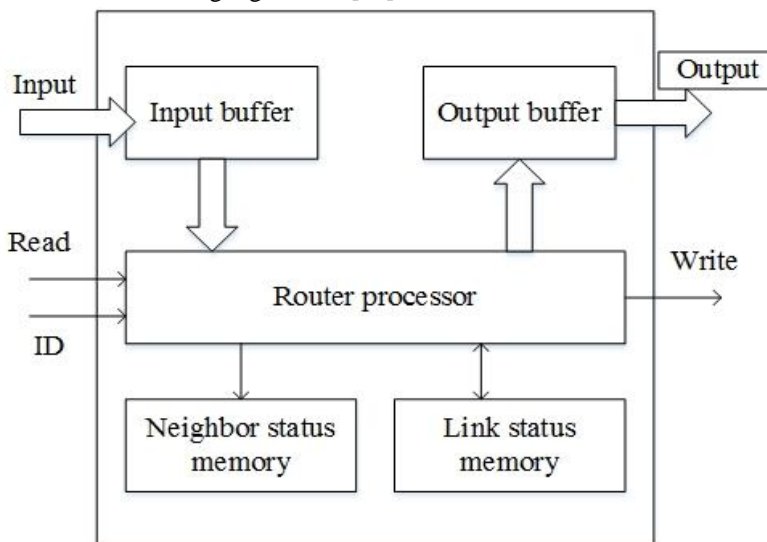 Input
Input buffer
Output buffer
Output
Read
ID
Router processor
Write
Neighbor status
memory
Link status
memory